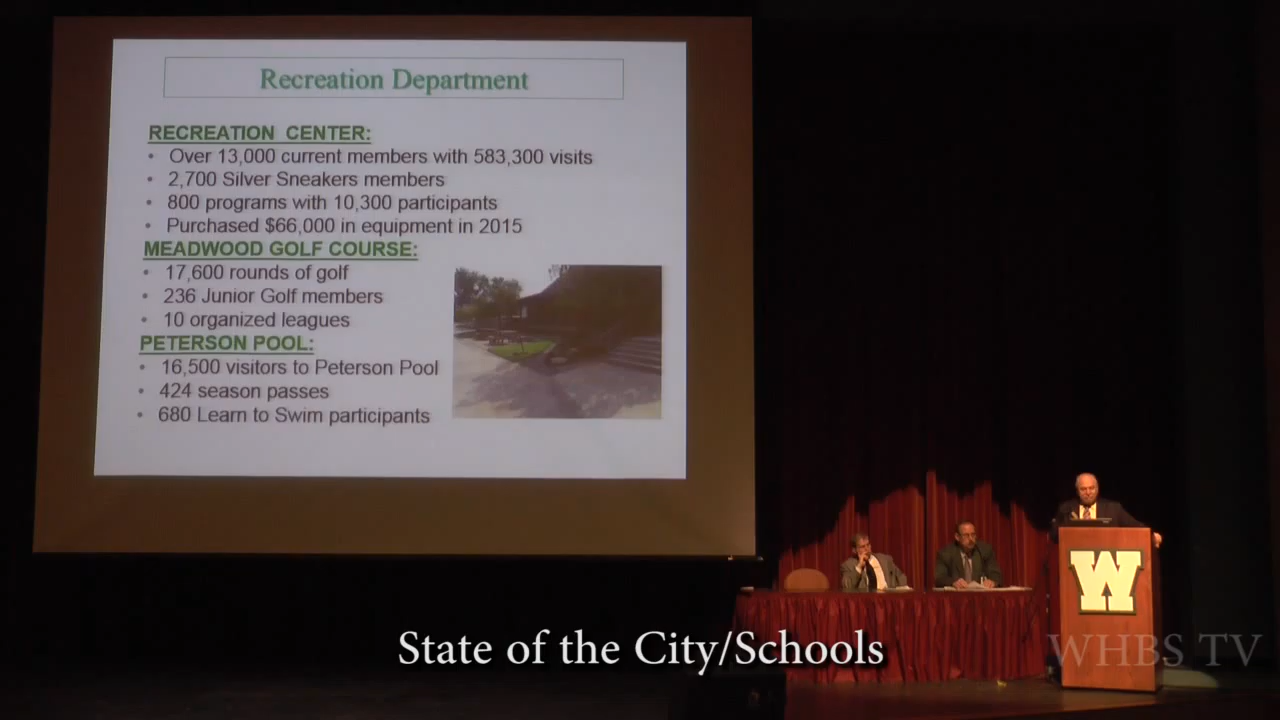 Recreation Department
RECREATION CENTER:
• Over 13,000 current members with 583,300 visits
• 2,700 Silver Sneakers members
• 800 programs with 10,300 participants
• Purchased $66,000 in equipment in 2015
MEADWOOD GOLF COURSE:
• 17,600 rounds of golf
• 236 Junior Golf members
• 10 organized leagues
PETERSON POOL:
• 16,500 visitors to Peterson Pool
• 424 season passes
• 680 Learn to Swim participants
W
State of the City/Schools
WHBS TV